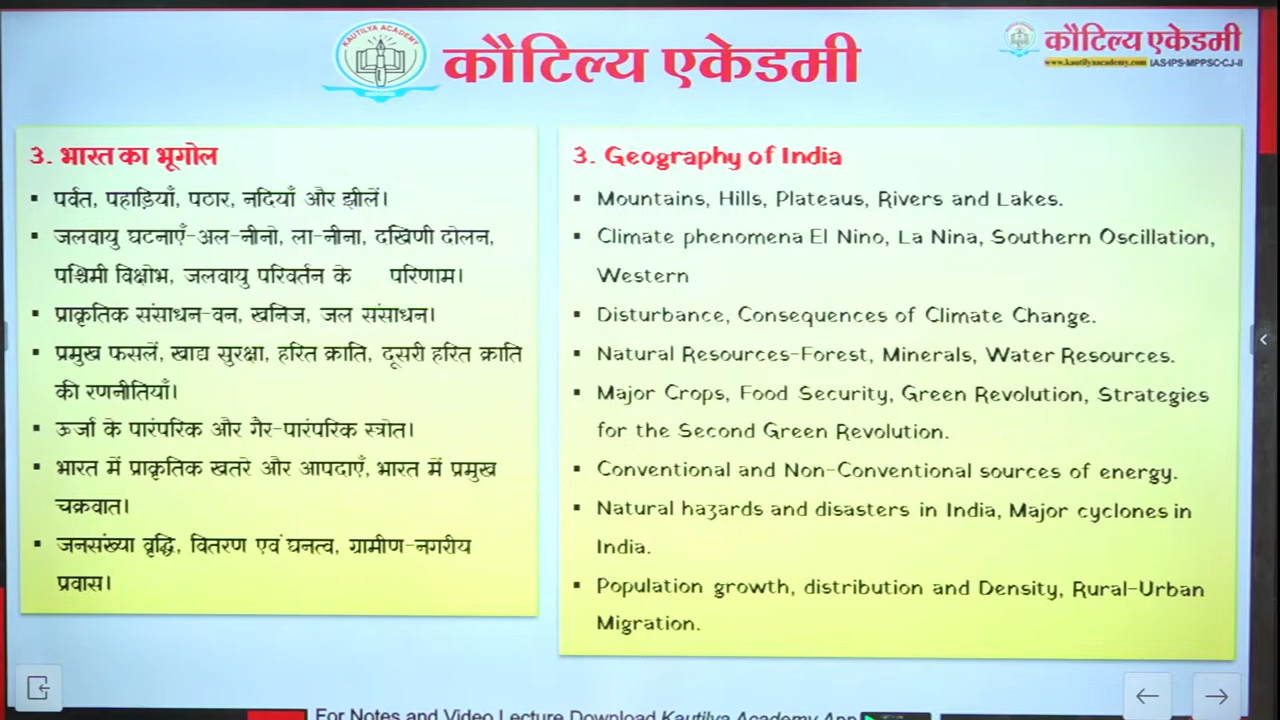 KAUTILYA ACADEMY
कौटिल्य एकेडमी
कौटिल्य एकेडमी
www.kautilyaacademy.com IAS-IPS-MPPSC-CJ-II
3. भारत का भूगोल
▪ पर्वत, पहाड़ियाँ, पठार, नदियाँ और झीलें।
▪ जलवायु घटनाएँ-अल-नीनो, ला-नीना, दखिणी दोलन,
पश्चिमी विक्षोभ, जलवायु परिवर्तन के परिणाम।
▪ प्राकृतिक संसाधन-वन, खनिज, जल संसाधन।
▪ प्रमुख फसलें, खाद्य सुरक्षा, हरित क्राति, दूसरी हरित क्राति
की रणनीतियाँ।
▪ ऊर्जा के पारंपरिक और गैर-पारंपरिक स्त्रोत।
▪ भारत में प्राकृतिक खतरे और आपदाएँ, भारत में प्रमुख
चक्रवात।
▪ जनसंख्या वृद्धि, वितरण एवं घनत्व, ग्रामीण-नगरीय
प्रवास।
3. Geography of India
▪ Mountains, Hills, Plateaus, Rivers and Lakes.
▪ Climate phenomena El Nino, La Nina, Southern Oscillation,
Western
▪ Disturbance, Consequences of Climate Change.
▪ Natural Resources-Forest, Minerals, Water Resources.
▪ Major Crops, Food Security, Green Revolution, Strategies
for the Second Green Revolution.
▪ Conventional and Non-Conventional sources of energy.
▪ Natural hazards and disasters in India, Major cyclones in
India.
▪ Population growth, distribution and Density, Rural-Urban
Migration.
For Notes and Video Lecture Download Kautilya Academy App